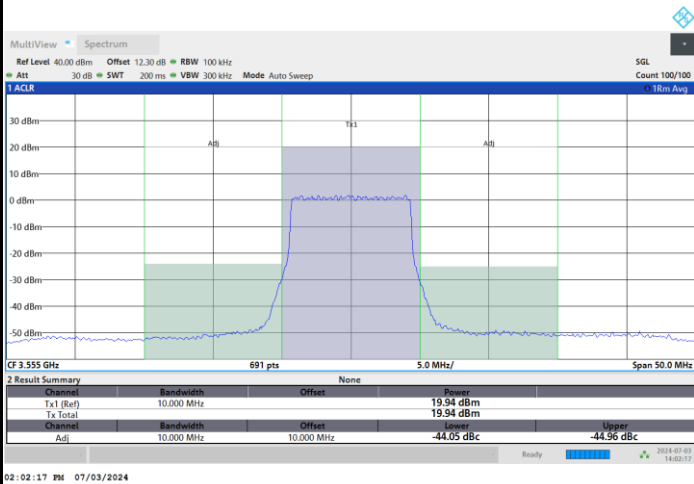 MultiView Spectrum
Ref Level 40.00 dBm Offset 12.30 dB RBW 100 kHz SGL
Att 30 dB SWT 200 ms VBW 300 kHz Mode Auto Sweep Count 100/100
1 ACLR 1Rm Avg
30 dBm
Tx1
20 dBm Adj Adj
10 dBm
0 dBm
-10 dBm
-20 dBm
-30 dBm
-40 dBm
-50 dBm
CF 3.555 GHz 691 pts 5.0 MHz/ Span 50.0 MHz
2 Result Summary None
Channel Bandwidth Offset Power
Tx1 (Ref) 10.000 MHz 19.94 dBm
Tx Total 19.94 dBm
Channel Bandwidth Offset Lower Upper
Adj 10.000 MHz 10.000 MHz -44.05 dBc -44.96 dBc
Ready 2024-07-03
14:02:17
02:02:17 PM 07/03/2024